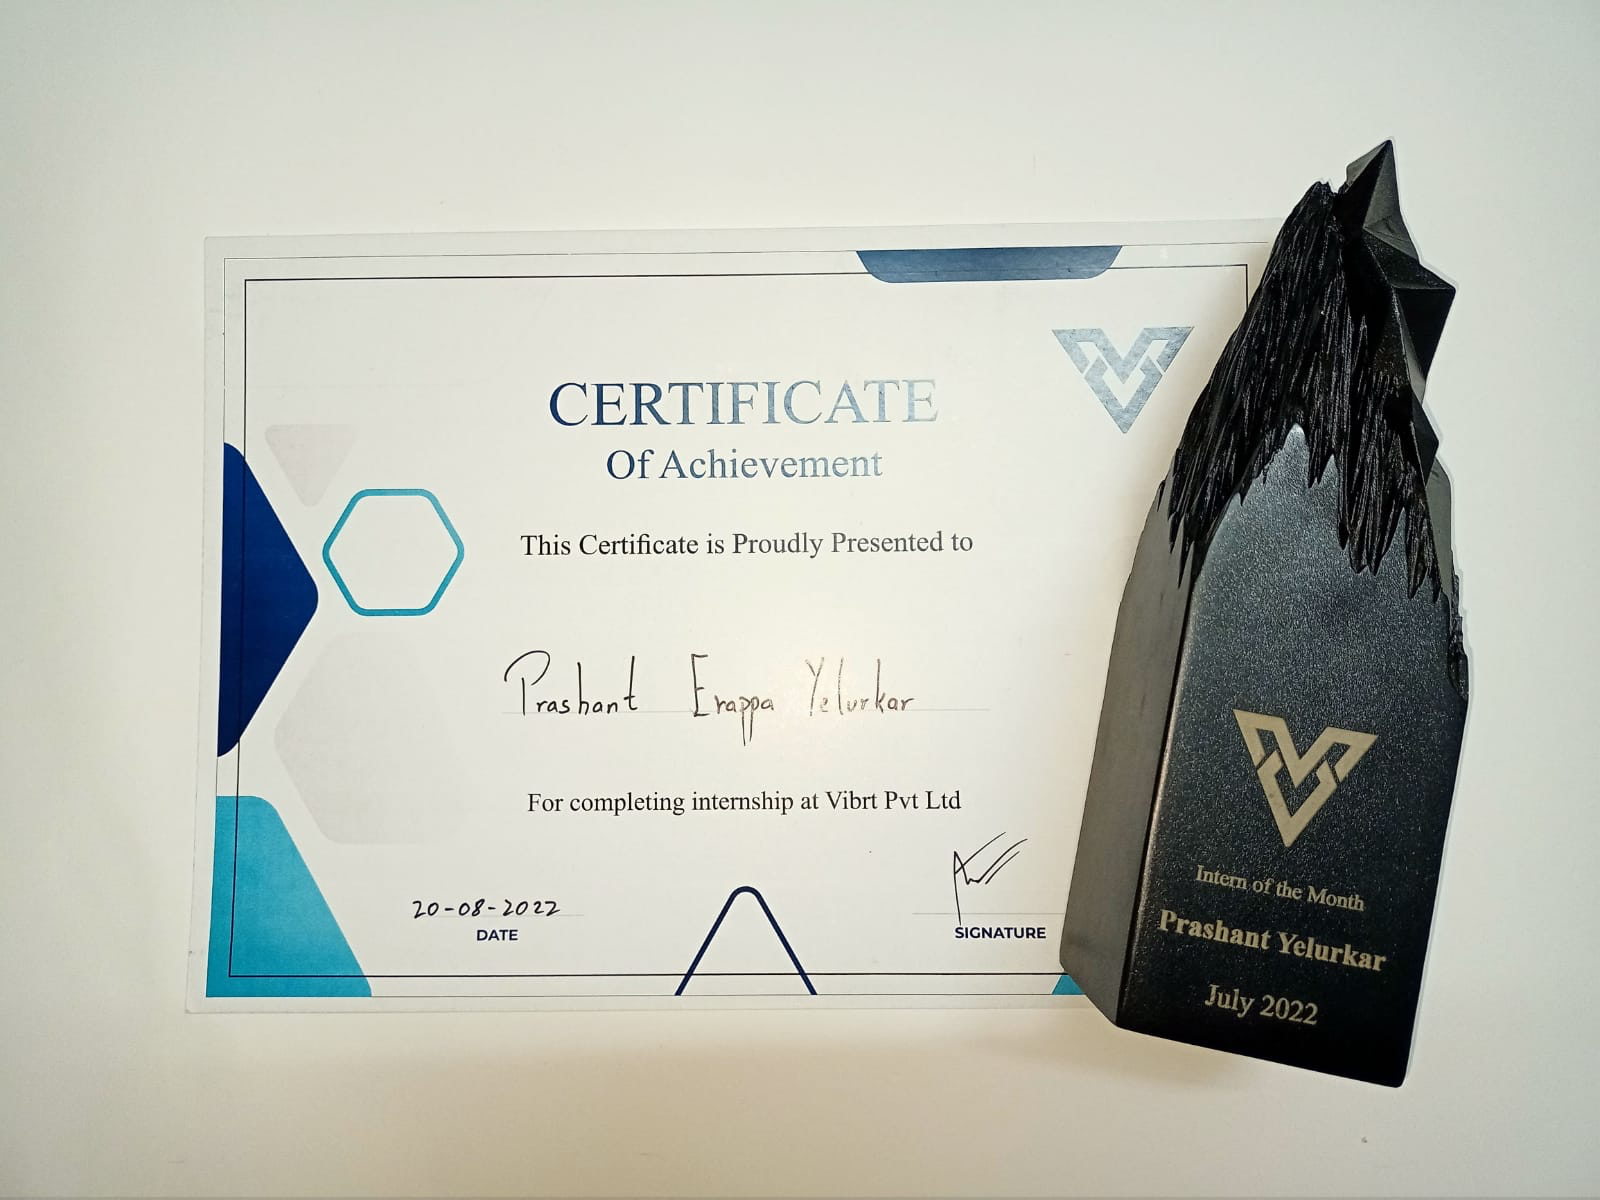 CERTIFICATE
Of Achievement
This Certificate is Proudly Presented to
Prashant Erappa Yelurkar
For completing internship at Vibrt Pvt Ltd
20-08-2022
DATE
SIGNATURE
Intern of the Month
Prashant Yelurkar
July 2022